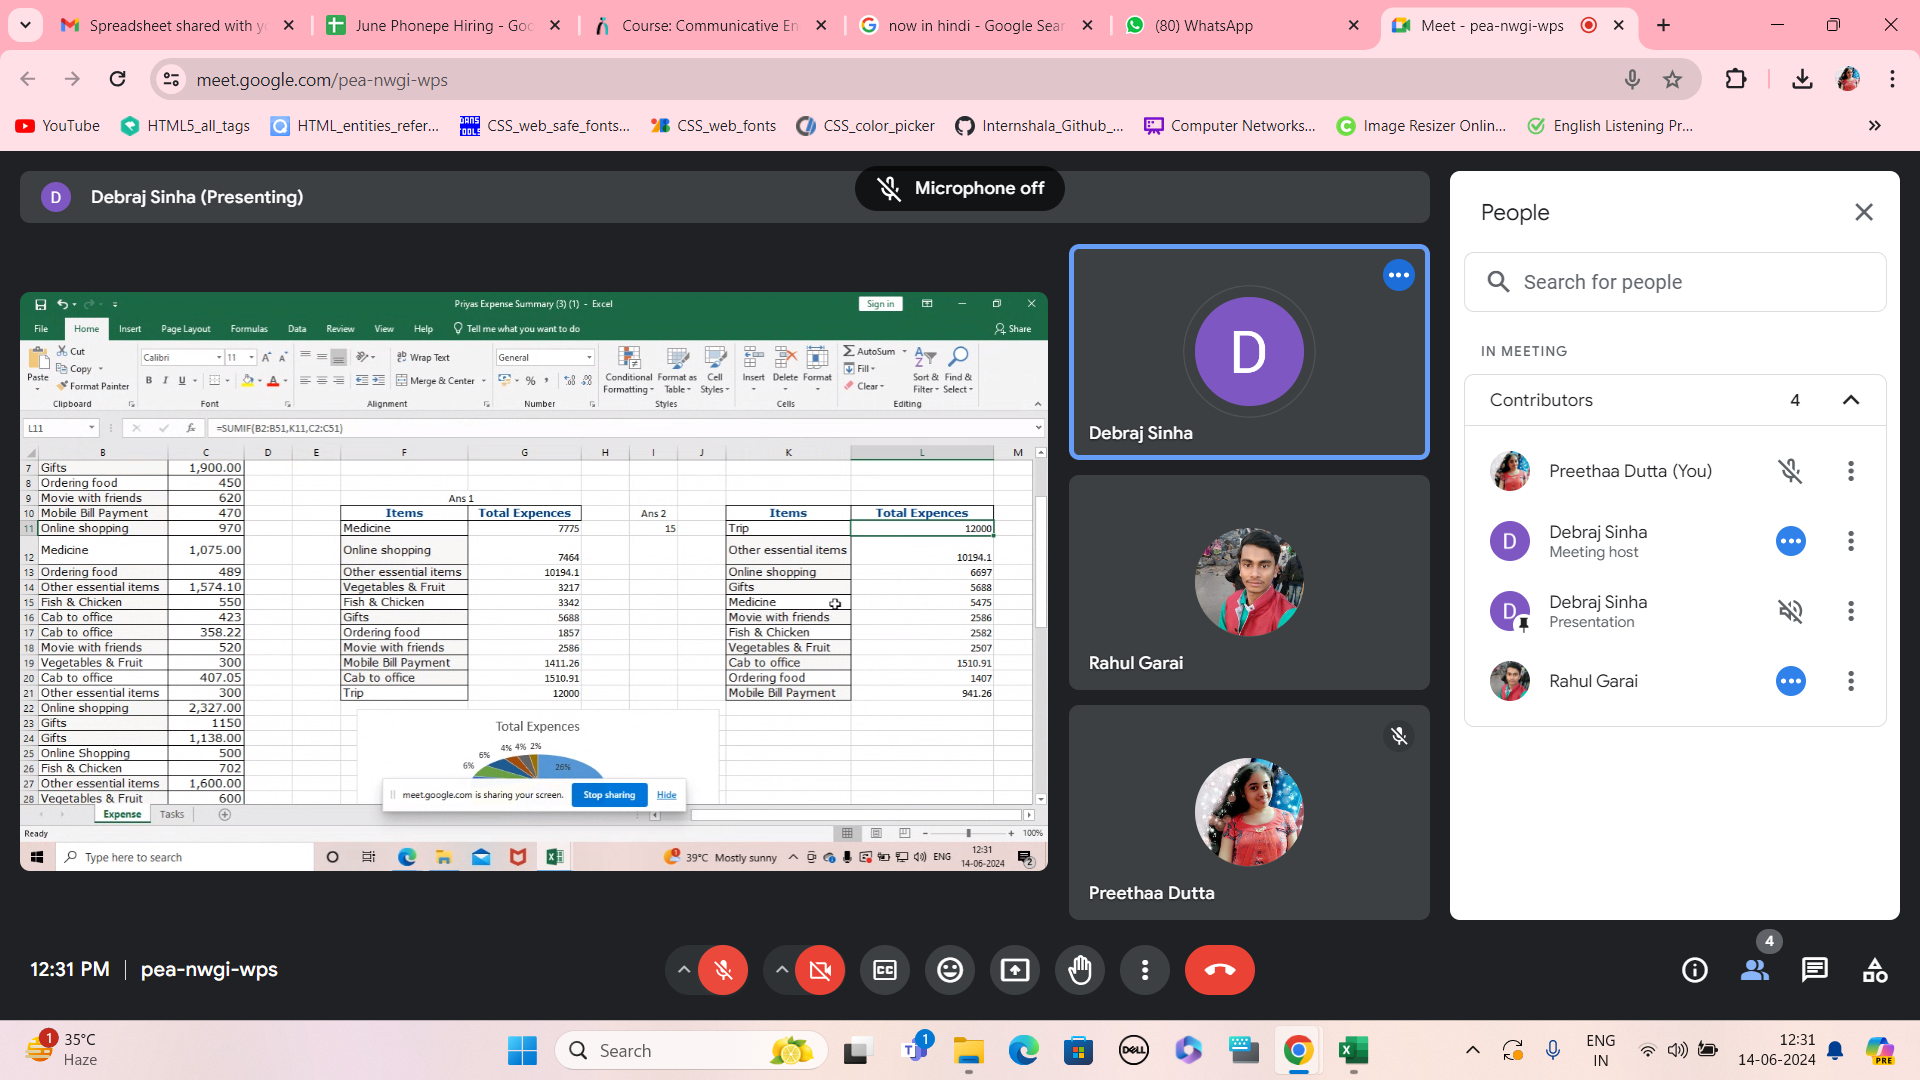 Spreadsheet shared with y
June Phonepe Hiring - Goo
Course: Communicative En
now in hindi - Google Sear
(80) WhatsApp
Meet - pea-nwgi-wps
meet.google.com/pea-nwgi-wps
YouTube
HTML5_all_tags
HTML_entities_refer...
CSS_web_safe_fonts...
CSS_web_fonts
CSS_color_picker
Internshala_Github_...
Computer Networks...
Image Resizer Onlin...
English Listening Pr...
D Debraj Sinha (Presenting)
Microphone off
Priyas Expense Summary (3) (1) - Excel
Sign in
File Home Insert Page Layout Formulas Data Review View Help Tell me what you want to do Share
Paste
Cut
Copy
Format Painter
Clipboard
Calibri 11
B I U
Font
Wrap Text
Merge & Center
Alignment
General
Number
Conditional Formatting
Format as Table
Cell Styles
Styles
Insert Delete Format
Cells
AutoSum
Fill
Clear
Sort & Filter
Find & Select
Editing
L11 fx =SUMIF(B2:B51,K11,C2:C51)
B C D E F G H I J K L M
7 Gifts 1,900.00
8 Ordering food 450
9 Movie with friends 620 Ans 1
10 Mobile Bill Payment 470 Items Total Expences Ans 2 Items Total Expences
11 Online shopping 970 Medicine 7775 15 Trip 12000
12 Medicine 1,075.00 Online shopping 7464 Other essential items 10194.1
13 Ordering food 489 Other essential items 10194.1 Online shopping 6697
14 Other essential items 1,574.10 Vegetables & Fruit 3217 Gifts 5688
15 Fish & Chicken 550 Fish & Chicken 3342 Medicine 5475
16 Cab to office 423 Gifts 5688 Movie with friends 2586
17 Cab to office 358.22 Ordering food 1857 Fish & Chicken 2582
18 Movie with friends 520 Movie with friends 2586 Vegetables & Fruit 2507
19 Vegetables & Fruit 300 Mobile Bill Payment 1411.26 Cab to office 1510.91
20 Cab to office 407.05 Cab to office 1510.91 Ordering food 1407
21 Other essential items 300 Trip 12000 Mobile Bill Payment 941.26
22 Online shopping 2,327.00
23 Gifts 1150
24 Gifts 1,138.00
25 Online Shopping 500
26 Fish & Chicken 702
27 Other essential items 1,600.00
28 Vegetables & Fruit 600
Total Expences
6% 6% 4% 4% 2% 26%
meet.google.com is sharing your screen. Stop sharing Hide
Expense Tasks
Ready
100%
Type here to search
39°C Mostly sunny
ENG
12:31
14-06-2024
2
D
Debraj Sinha
Rahul Garai
Preethaa Dutta
People
Search for people
IN MEETING
Contributors 4
Preethaa Dutta (You)
D Debraj Sinha
Meeting host
D Debraj Sinha
Presentation
Rahul Garai
12:31 PM | pea-nwgi-wps
CC
4
1
35°C
Haze
Search
1
T
DELL
ENG
IN
12:31
14-06-2024
PRE